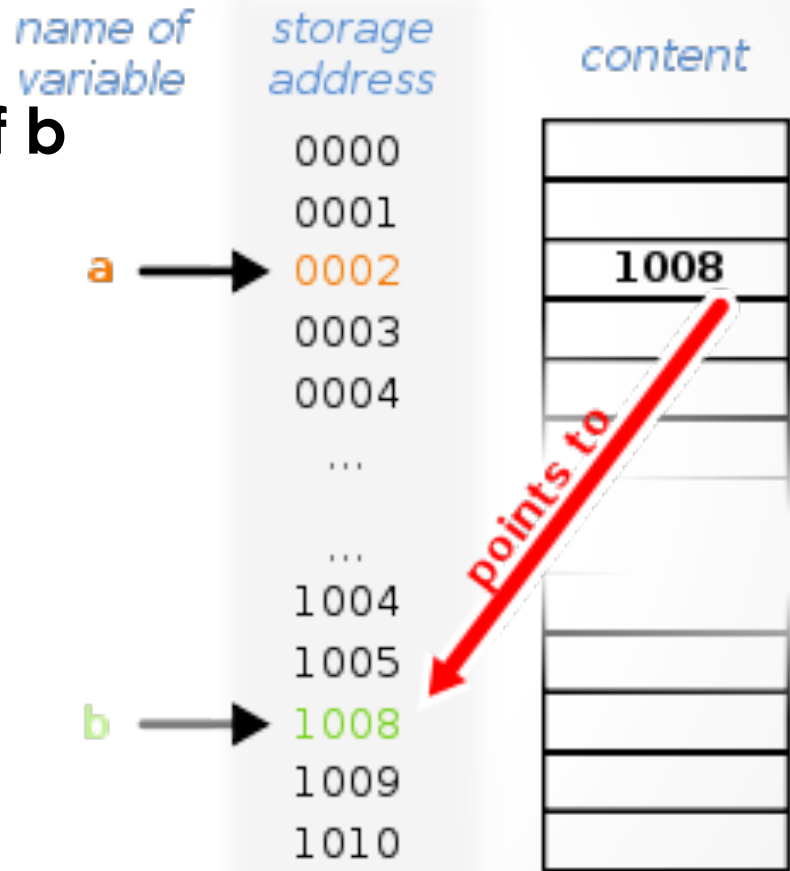 name of variable
storage address
content
f b
0000
0001
a 0002 1008
0003
0004
...
points to
...
1004
1005
b 1008
1009
1010